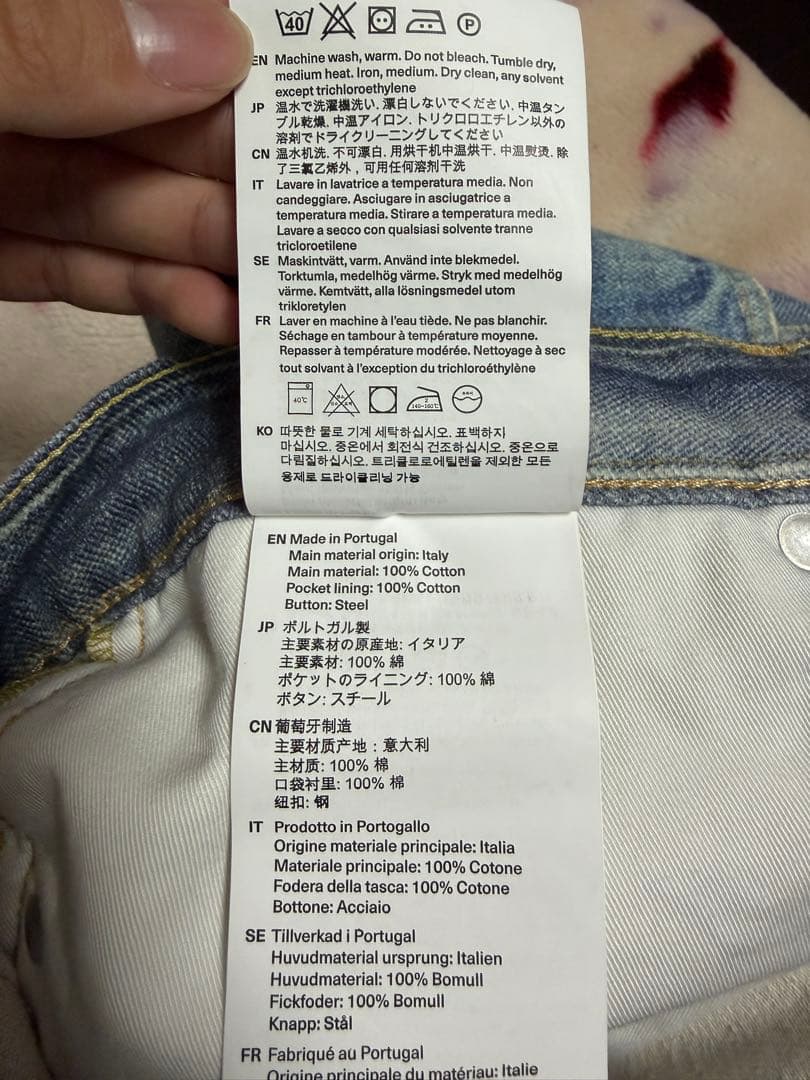 40 P
EN Machine wash, warm. Do not bleach. Tumble dry,
medium heat. Iron, medium. Dry clean, any solvent
except trichloroethylene
JP 温水で洗濯機洗い. 漂白しないでください. 中温タン
ブル乾燥. 中温アイロン. トリクロロエチレン以外の
溶剤でドライクリーニングしてください
CN 温水机洗. 不可漂白. 用烘干机中温烘干. 中温熨烫. 除
了三氯乙烯外，可用任何溶剂干洗
IT Lavare in lavatrice a temperatura media. Non
candeggiare. Asciugare in asciugatrice a
temperatura media. Stirare a temperatura media.
Lavare a secco con qualsiasi solvente tranne
tricloroetilene
SE Maskintvätt, varm. Använd inte blekmedel.
Torktumla, medelhög värme. Stryk med medelhög
värme. Kemtvätt, alla lösningsmedel utom
trikloretylen
FR Laver en machine à l'eau tiède. Ne pas blanchir.
Séchage en tambour à température moyenne.
Repasser à température modérée. Nettoyage à sec
tout solvant à l'exception du trichloréthylène
40℃ 2 140~160℃
KO 따뜻한 물로 기계 세탁하십시오. 표백하지
마십시오. 중온에서 회전식 건조하십시오. 중온으로
다림질하십시오. 트리클로로에틸렌을 제외한 모든
용제로 드라이클리닝 가능
EN Made in Portugal
Main material origin: Italy
Main material: 100% Cotton
Pocket lining: 100% Cotton
Button: Steel
JP ポルトガル製
主要素材の原産地: イタリア
主要素材: 100% 綿
ポケットのライニング: 100% 綿
ボタン: スチール
CN 葡萄牙制造
主要材质产地：意大利
主材质: 100% 棉
口袋衬里: 100% 棉
纽扣: 钢
IT Prodotto in Portogallo
Origine materiale principale: Italia
Materiale principale: 100% Cotone
Fodera della tasca: 100% Cotone
Bottone: Acciaio
SE Tillverkad i Portugal
Huvudmaterial ursprung: Italien
Huvudmaterial: 100% Bomull
Fickfoder: 100% Bomull
Knapp: Stål
FR Fabriqué au Portugal
Origine principale du matériau: Italie